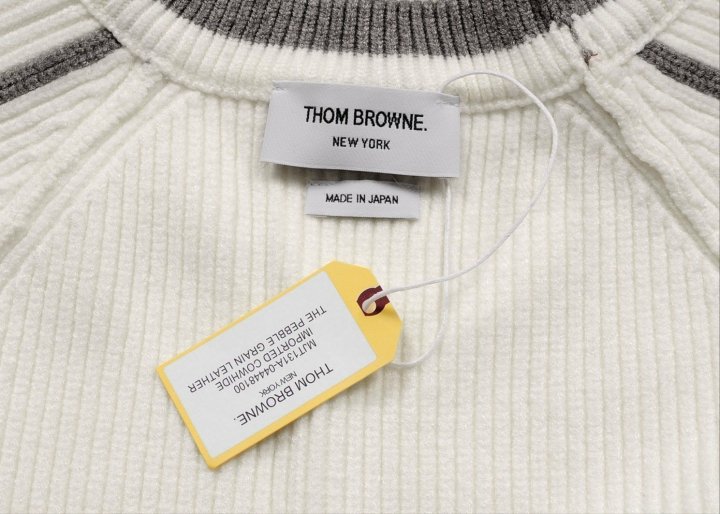 THOM BROWNE.
NEW YORK
MADE IN JAPAN
THOM BROWNE.
NEW YORK
MJT131A-04448100
IMPORTED COWHIDE
THE PEBBLE GRAIN LEATHER